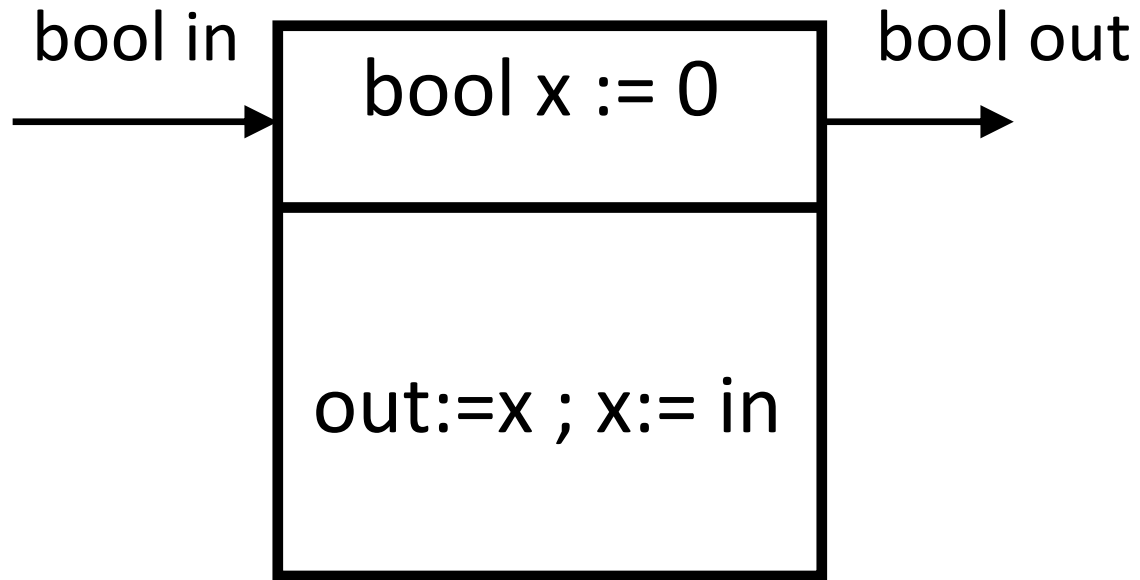 bool in
bool out
bool x := 0
out:=x ; x:= in